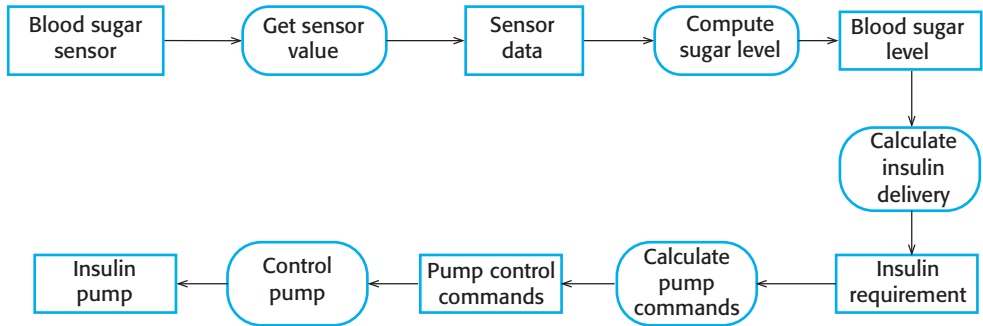 Blood sugar
sensor
Get sensor
value
Sensor
data
Compute
sugar level
Blood sugar
level
Calculate
insulin
delivery
Insulin
requirement
Calculate
pump
commands
Pump control
commands
Control
pump
Insulin
pump